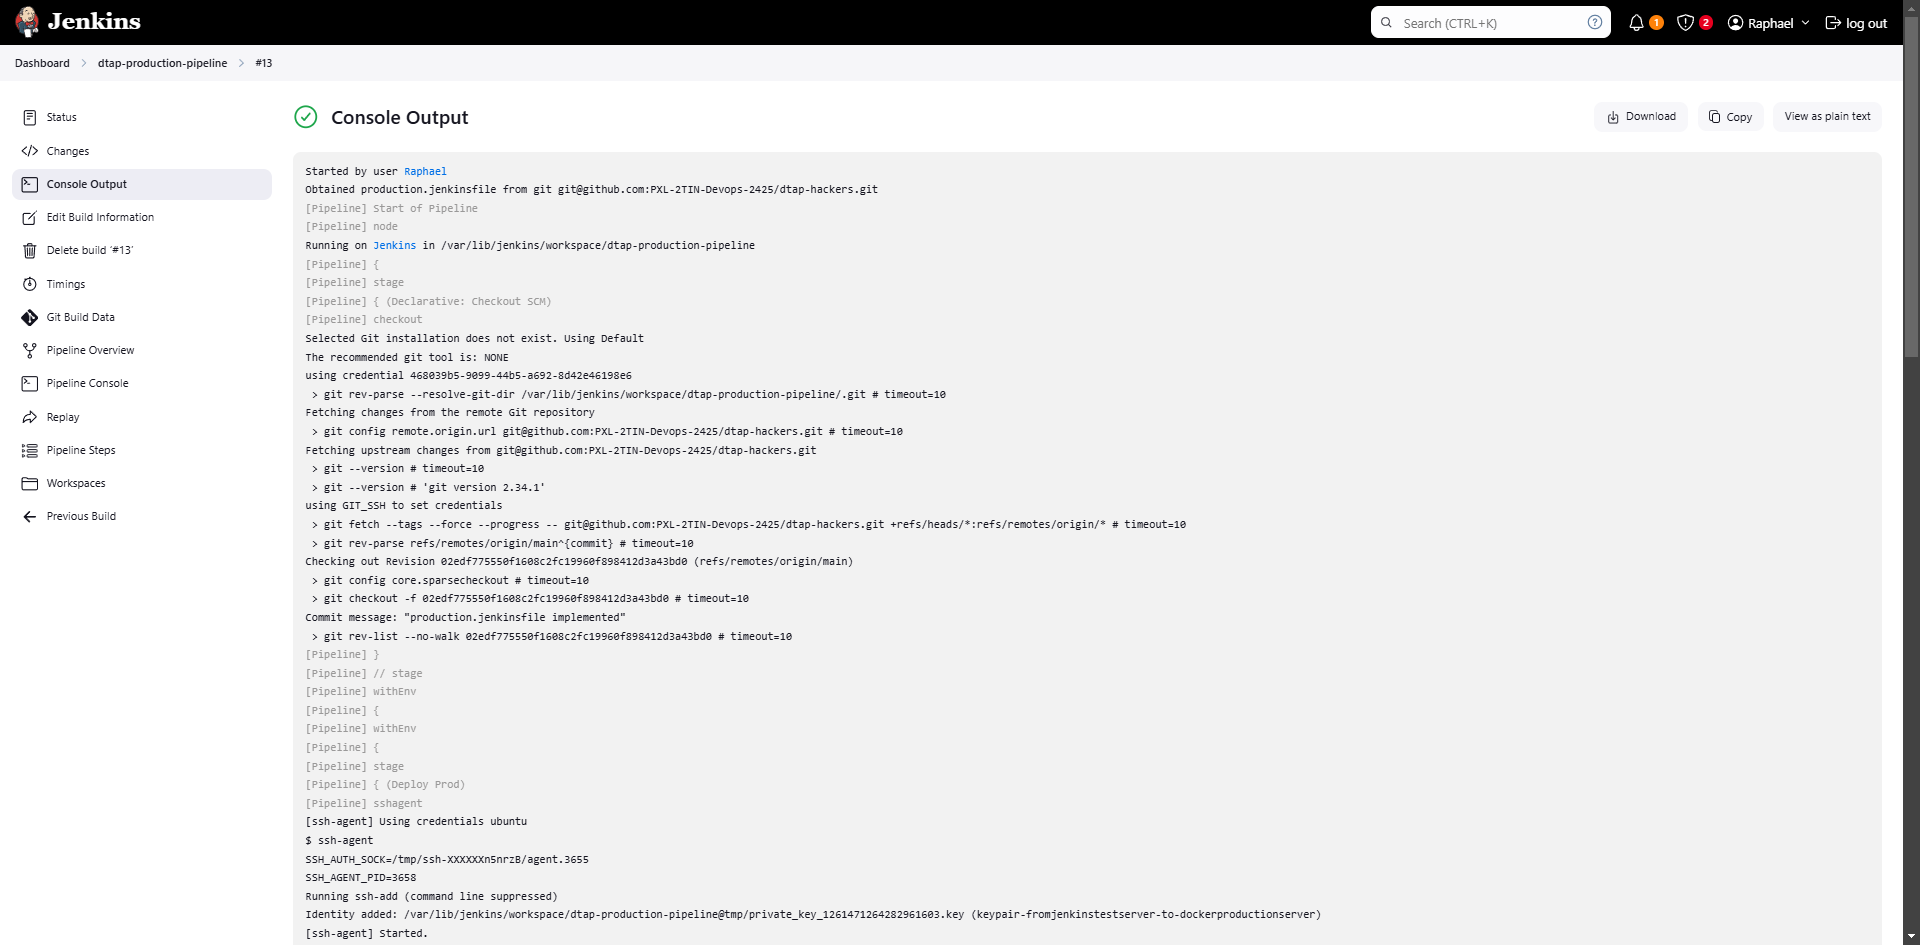 Jenkins
Search (CTRL+K)
1
2
Raphael
log out
Dashboard
dtap-production-pipeline
#13
Status
Changes
Console Output
Edit Build Information
Delete build ‘#13’
Timings
Git Build Data
Pipeline Overview
Pipeline Console
Replay
Pipeline Steps
Workspaces
Previous Build
Console Output
Download
Copy
View as plain text
Started by user Raphael
Obtained production.jenkinsfile from git git@github.com:PXL-2TIN-Devops-2425/dtap-hackers.git
[Pipeline] Start of Pipeline
[Pipeline] node
Running on Jenkins in /var/lib/jenkins/workspace/dtap-production-pipeline
[Pipeline] {
[Pipeline] stage
[Pipeline] { (Declarative: Checkout SCM)
[Pipeline] checkout
Selected Git installation does not exist. Using Default
The recommended git tool is: NONE
using credential 468039b5-9099-44b5-a692-8d42e46198e6
> git rev-parse --resolve-git-dir /var/lib/jenkins/workspace/dtap-production-pipeline/.git # timeout=10
Fetching changes from the remote Git repository
> git config remote.origin.url git@github.com:PXL-2TIN-Devops-2425/dtap-hackers.git # timeout=10
Fetching upstream changes from git@github.com:PXL-2TIN-Devops-2425/dtap-hackers.git
> git --version # timeout=10
> git --version # 'git version 2.34.1'
using GIT_SSH to set credentials
> git fetch --tags --force --progress -- git@github.com:PXL-2TIN-Devops-2425/dtap-hackers.git +refs/heads/*:refs/remotes/origin/* # timeout=10
> git rev-parse refs/remotes/origin/main^{commit} # timeout=10
Checking out Revision 02edf775550f1608c2fc19960f898412d3a43bd0 (refs/remotes/origin/main)
> git config core.sparsecheckout # timeout=10
> git checkout -f 02edf775550f1608c2fc19960f898412d3a43bd0 # timeout=10
Commit message: "production.jenkinsfile implemented"
> git rev-list --no-walk 02edf775550f1608c2fc19960f898412d3a43bd0 # timeout=10
[Pipeline] }
[Pipeline] // stage
[Pipeline] withEnv
[Pipeline] {
[Pipeline] withEnv
[Pipeline] {
[Pipeline] stage
[Pipeline] { (Deploy Prod)
[Pipeline] sshagent
[ssh-agent] Using credentials ubuntu
$ ssh-agent
SSH_AUTH_SOCK=/tmp/ssh-XXXXXXn5nrzB/agent.3655
SSH_AGENT_PID=3658
Running ssh-add (command line suppressed)
Identity added: /var/lib/jenkins/workspace/dtap-production-pipeline@tmp/private_key_1261471264282961603.key (keypair-fromjenkinstestserver-to-dockerproductionserver)
[ssh-agent] Started.